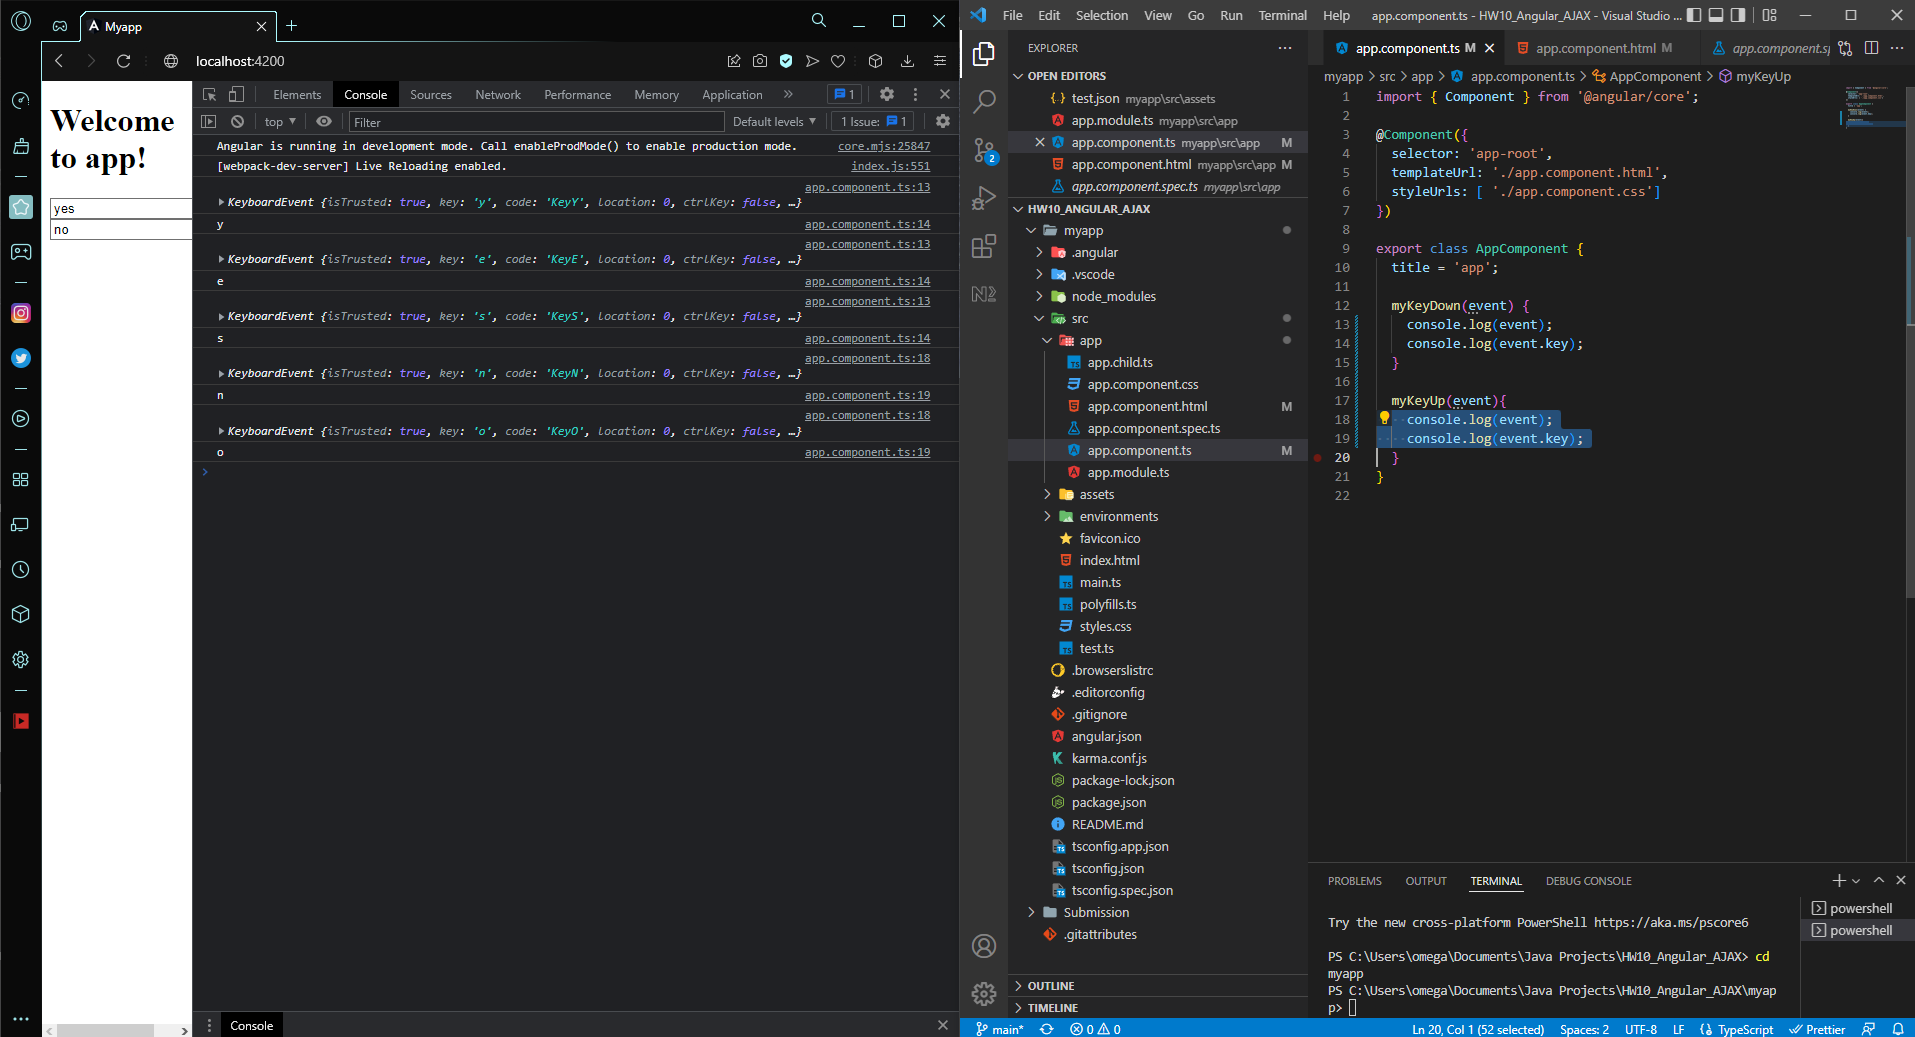 Myapp
localhost:4200
Welcome
to app!
yes
no
Elements Console Sources Network Performance Memory Application 1
top Filter Default levels 1 Issue: 1
Angular is running in development mode. Call enableProdMode() to enable production mode. core.mjs:25847
[webpack-dev-server] Live Reloading enabled. index.js:551
app.component.ts:13
KeyboardEvent {isTrusted: true, key: 'y', code: 'KeyY', location: 0, ctrlKey: false, …}
y app.component.ts:14
app.component.ts:13
KeyboardEvent {isTrusted: true, key: 'e', code: 'KeyE', location: 0, ctrlKey: false, …}
e app.component.ts:14
app.component.ts:13
KeyboardEvent {isTrusted: true, key: 's', code: 'KeyS', location: 0, ctrlKey: false, …}
s app.component.ts:14
app.component.ts:18
KeyboardEvent {isTrusted: true, key: 'n', code: 'KeyN', location: 0, ctrlKey: false, …}
n app.component.ts:19
app.component.ts:18
KeyboardEvent {isTrusted: true, key: 'o', code: 'KeyO', location: 0, ctrlKey: false, …}
o app.component.ts:19
Console
File Edit Selection View Go Run Terminal Help app.component.ts - HW10_Angular_AJAX - Visual Studio ...
EXPLORER
OPEN EDITORS
test.json myapp\src\assets
app.module.ts myapp\src\app
app.component.ts myapp\src\app M
app.component.html myapp\src\app M
app.component.spec.ts myapp\src\app
2
HW10_ANGULAR_AJAX
myapp
.angular
.vscode
node_modules
src
app
app.child.ts
app.component.css
app.component.html M
app.component.spec.ts
app.component.ts M
app.module.ts
assets
environments
favicon.ico
index.html
main.ts
polyfills.ts
styles.css
test.ts
.browserslistrc
.editorconfig
.gitignore
angular.json
karma.conf.js
package-lock.json
package.json
README.md
tsconfig.app.json
tsconfig.json
tsconfig.spec.json
Submission
.gitattributes
OUTLINE
TIMELINE
app.component.ts M app.component.html M app.component.sp
myapp > src > app > app.component.ts > AppComponent > myKeyUp
1 import { Component } from '@angular/core';
2
3 @Component({
4 selector: 'app-root',
5 templateUrl: './app.component.html',
6 styleUrls: [ './app.component.css']
7 })
8
9 export class AppComponent {
10 title = 'app';
11
12 myKeyDown(event) {
13 console.log(event);
14 console.log(event.key);
15 }
16
17 myKeyUp(event){
18 console.log(event);
19 console.log(event.key);
20 }
21 }
22
PROBLEMS OUTPUT TERMINAL DEBUG CONSOLE
powershell
powershell
Try the new cross-platform PowerShell https://aka.ms/pscore6
PS C:\Users\omega\Documents\Java Projects\HW10_Angular_AJAX> cd
myapp
PS C:\Users\omega\Documents\Java Projects\HW10_Angular_AJAX\myap
p>
main* 0 0 Ln 20, Col 1 (52 selected) Spaces: 2 UTF-8 LF TypeScript Prettier